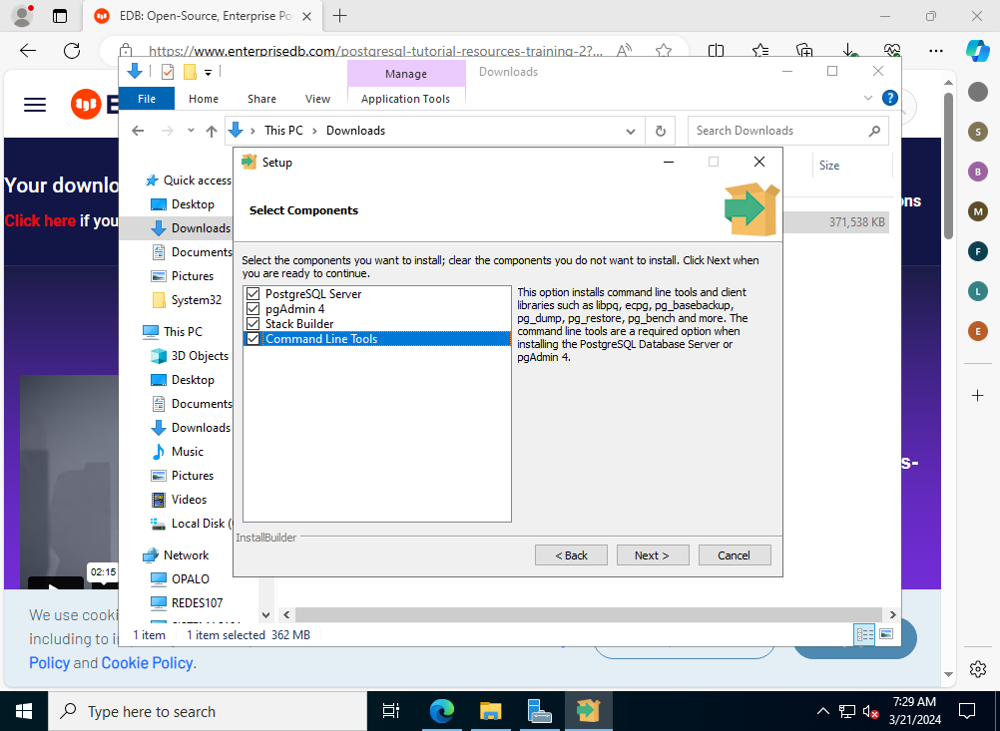 EDB: Open-Source, Enterprise Po
https://www.enterprisedb.com/postgresql-tutorial-resources-training-2?...
Manage
Downloads
File
Home
Share
View
Application Tools
This PC
Downloads
Search Downloads
Your downlo
ons
Click here if you
Size
371,538 KB
Quick access
Desktop
Downloads
Documents
Pictures
System32
This PC
3D Objects
Desktop
Documents
Downloads
Music
Pictures
Videos
Local Disk (
Network
OPALO
REDES107
Setup
Select Components
Select the components you want to install; clear the components you do not want to install. Click Next when
you are ready to continue.
PostgreSQL Server
pgAdmin 4
Stack Builder
Command Line Tools
This option installs command line tools and client
libraries such as libpq, ecpg, pg_basebackup,
pg_dump, pg_restore, pg_bench and more. The
command line tools are a required option when
installing the PostgreSQL Database Server or
pgAdmin 4.
InstallBuilder
< Back
Next >
Cancel
s-
02:15
1 item
1 item selected 362 MB
We use cooki
including to i
Policy and Cookie Policy.
S
B
M
F
L
E
Type here to search
7:29 AM
3/21/2024